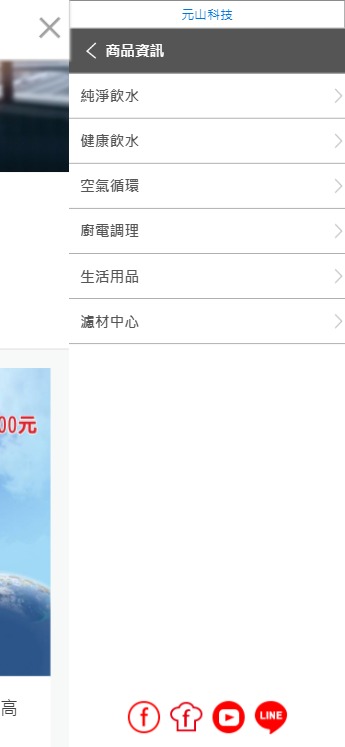 元山科技
商品資訊
純淨飲水
健康飲水
空氣循環
廚電調理
生活用品
濾材中心
00元
高
f
f
LINE